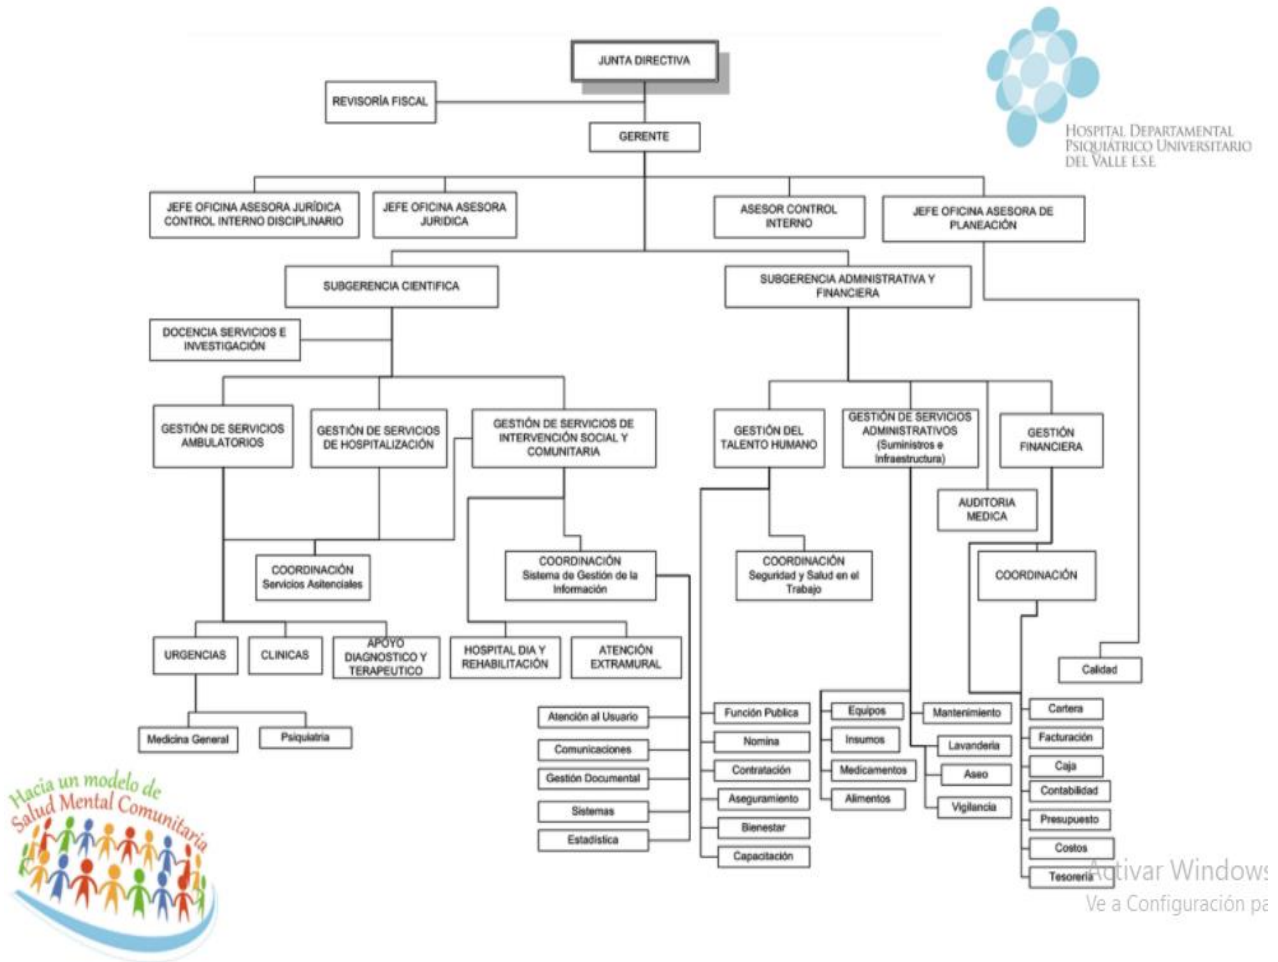 JUNTA DIRECTIVA
REVISORÍA FISCAL
GERENTE
HOSPITAL DEPARTAMENTAL
PSIQUIÁTRICO UNIVERSITARIO
DEL VALLE E.S.E.
JEFE OFICINA ASESORA JURÍDICA
CONTROL INTERNO DISCIPLINARIO
JEFE OFICINA ASESORA
JURIDICA
ASESOR CONTROL
INTERNO
JEFE OFICINA ASESORA DE
PLANEACIÓN
SUBGERENCIA CIENTIFICA
SUBGERENCIA ADMINISTRATIVA Y
FINANCIERA
DOCENCIA SERVICIOS E
INVESTIGACIÓN
GESTIÓN DE SERVICIOS
AMBULATORIOS
GESTIÓN DE SERVICIOS
DE HOSPITALIZACIÓN
GESTIÓN DE SERVICIOS DE
INTERVENCIÓN SOCIAL Y
COMUNITARIA
GESTIÓN DEL
TALENTO HUMANO
GESTIÓN DE SERVICIOS
ADMINISTRATIVOS
(Suministros e
Infraestructura)
GESTIÓN
FINANCIERA
AUDITORIA
MEDICA
COORDINACIÓN
Servicios Asitenciales
COORDINACIÓN
Sistema de Gestión de la
Información
COORDINACIÓN
Seguridad y Salud en el
Trabajo
COORDINACIÓN
URGENCIAS
CLINICAS
APOYO
DIAGNOSTICO Y
TERAPEUTICO
HOSPITAL DIA Y
REHABILITACIÓN
ATENCIÓN
EXTRAMURAL
Calidad
Medicina General
Psiquiatria
Atención al Usuario
Comunicaciones
Gestión Documental
Sistemas
Estadística
Función Publica
Nomina
Contratación
Aseguramiento
Bienestar
Capacitación
Equipos
Insumos
Medicamentos
Alimentos
Mantenimiento
Lavanderia
Aseo
Vigilancia
Cartera
Facturación
Caja
Contabilidad
Presupuesto
Costos
Tesorería
Hacia un modelo de
Salud Mental Comunitaria
Activar Windows
Ve a Configuración pa